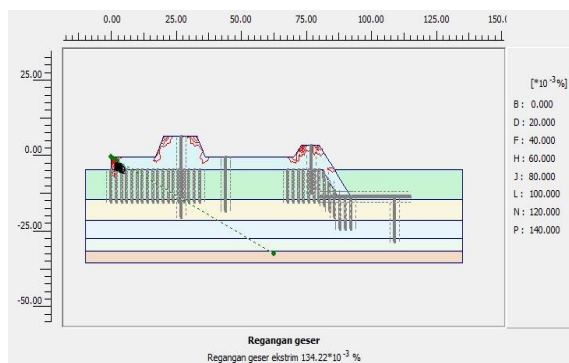 0.00 25.00 50.00 75.00 100.00 125.00 150.0
25.00
0.00
-25.00
-50.00
[*10⁻³%]
B : 0.000
D : 20.000
F : 40.000
H : 60.000
J : 80.000
L : 100.000
N : 120.000
P : 140.000
Regangan geser
Regangan geser ekstrim 134.22*10⁻³ %